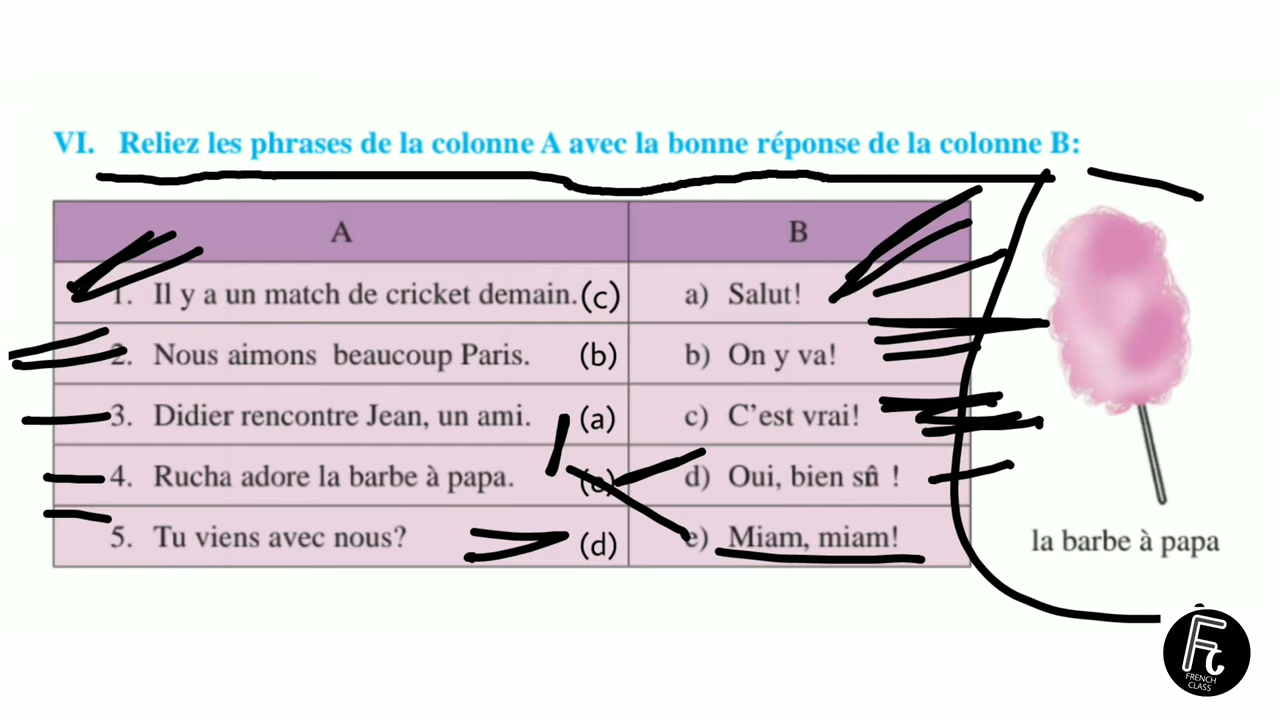 VI. Reliez les phrases de la colonne A avec la bonne réponse de la colonne B:
A B
1. Il y a un match de cricket demain. (c) a) Salut!
2. Nous aimons beaucoup Paris. (b) b) On y va!
3. Didier rencontre Jean, un ami. (a) c) C'est vrai!
4. Rucha adore la barbe à papa. (e) d) Oui, bien sû !
5. Tu viens avec nous? (d) e) Miam, miam!
la barbe à papa
Fc
FRENCH
CLASS